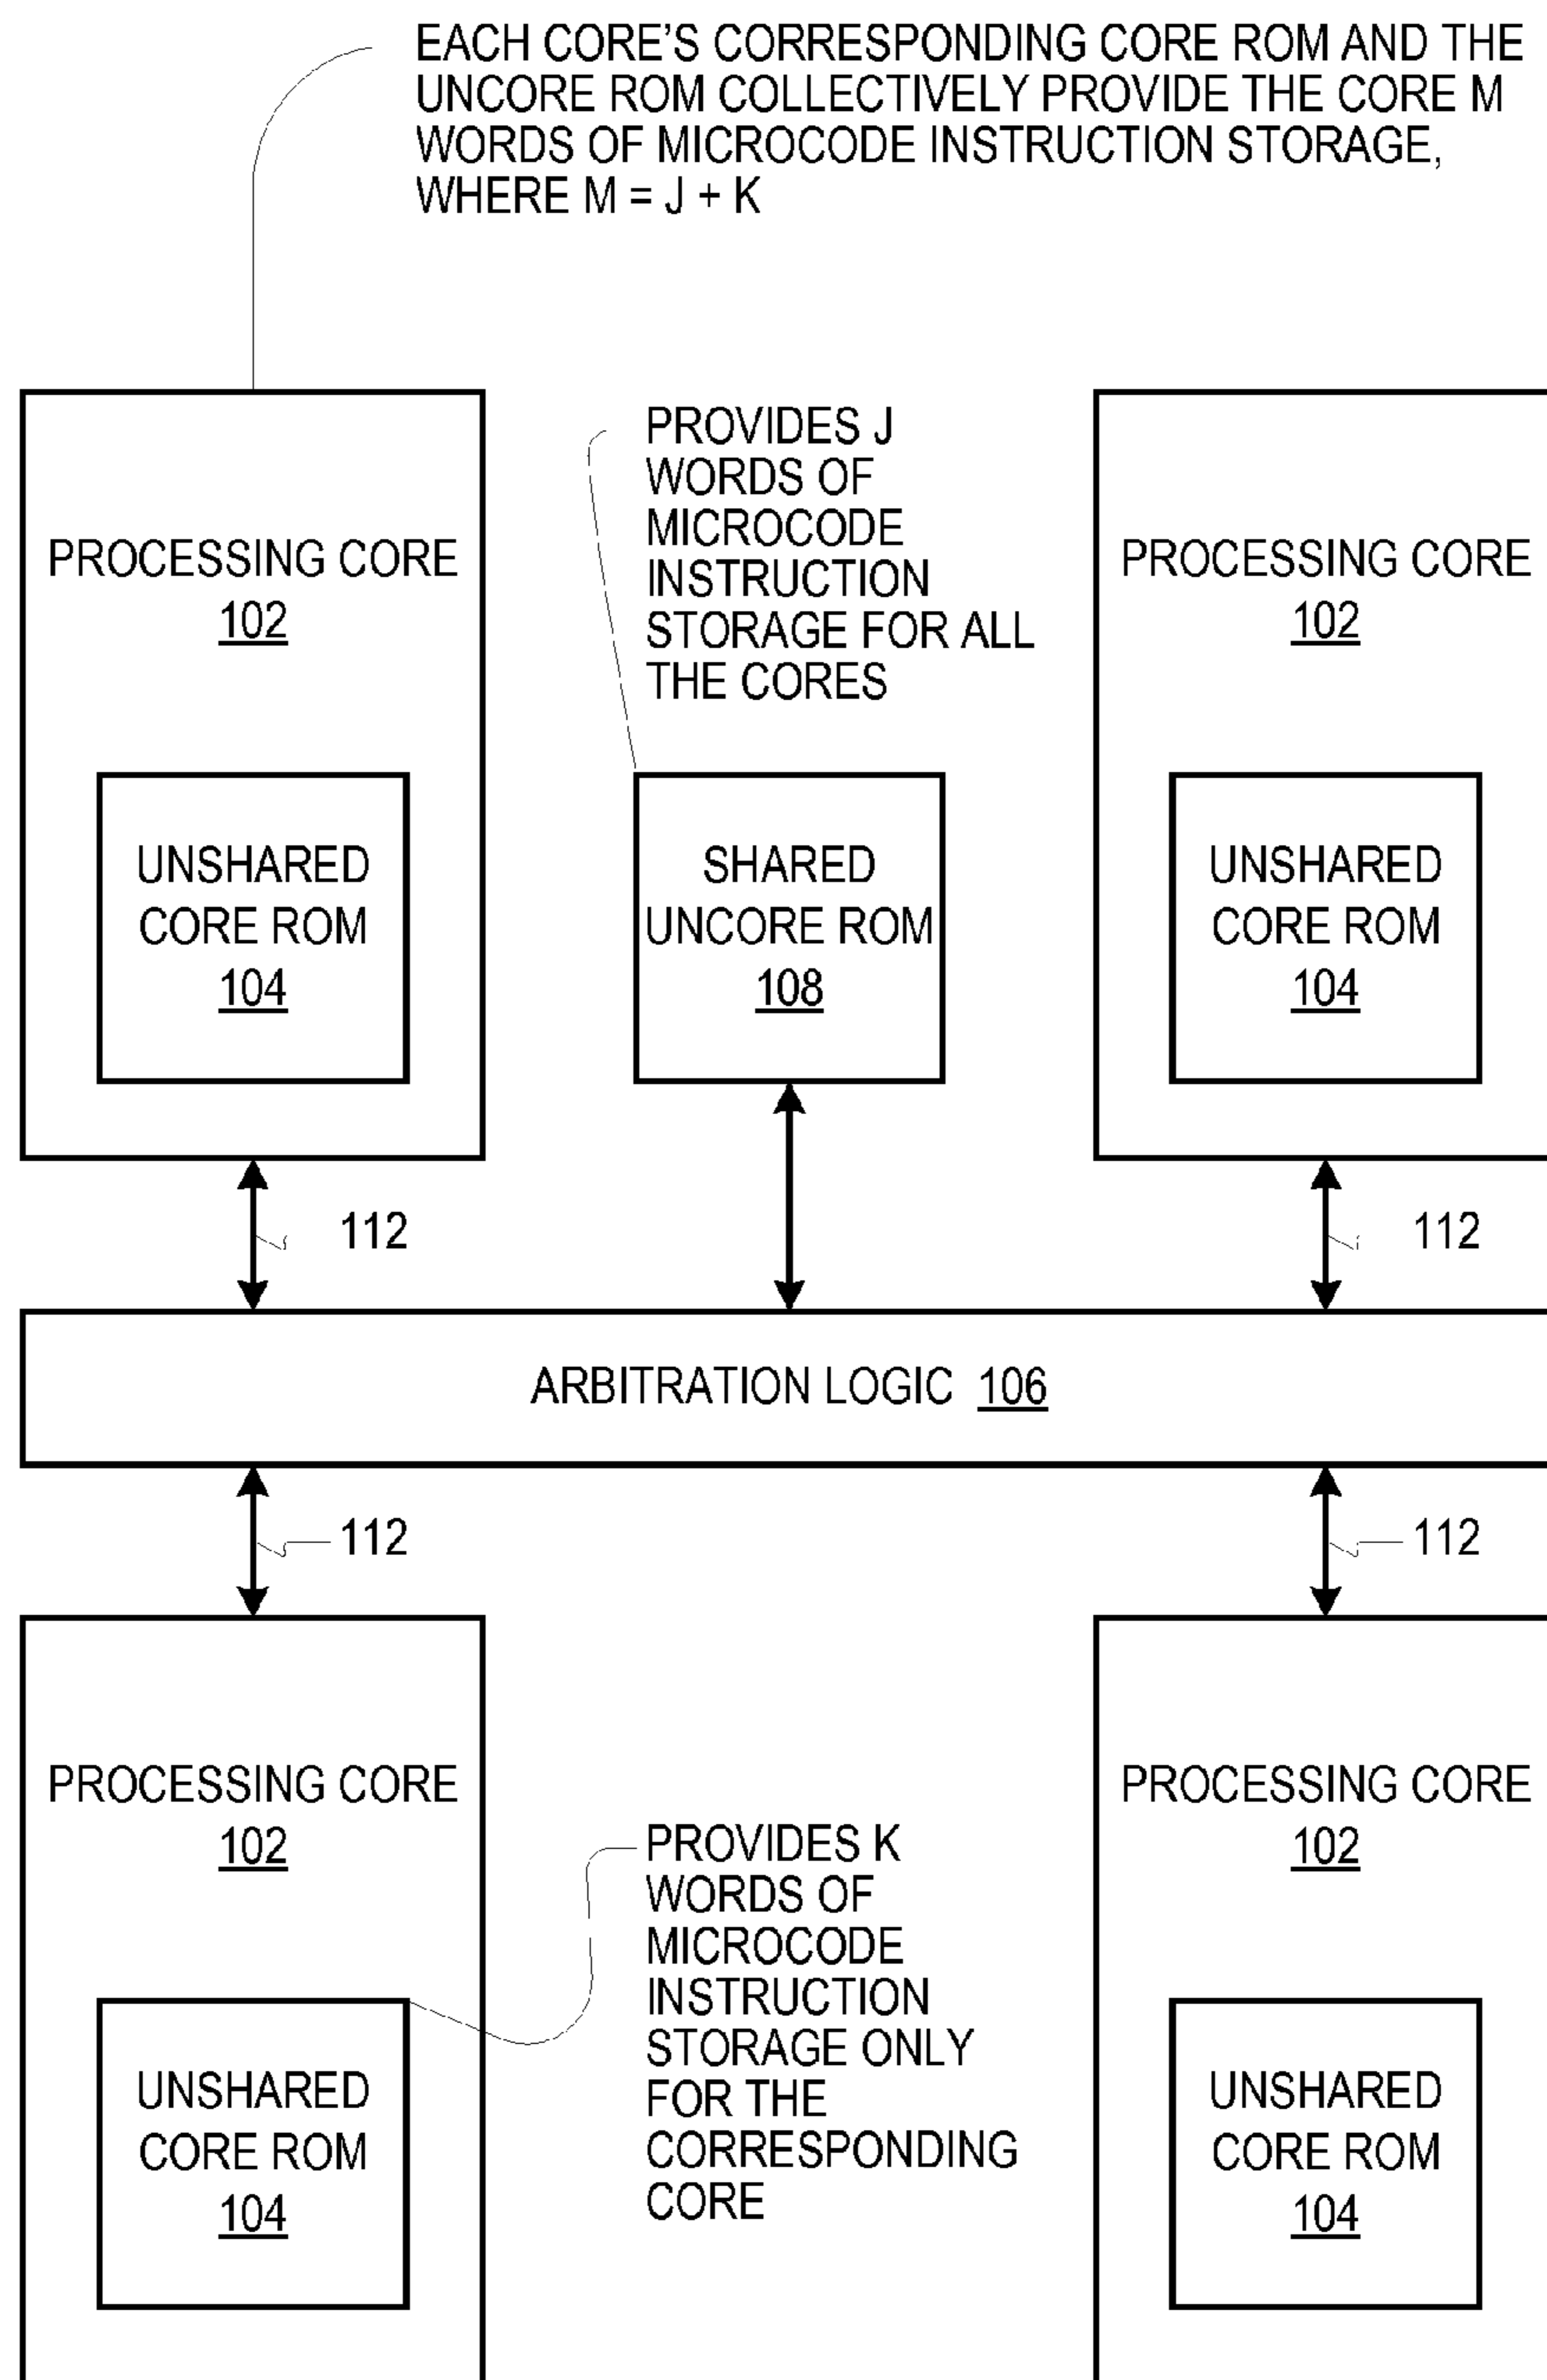 EACH CORE’S CORRESPONDING CORE ROM AND THE
UNCORE ROM COLLECTIVELY PROVIDE THE CORE M
WORDS OF MICROCODE INSTRUCTION STORAGE,
WHERE M = J + K
PROCESSING CORE
102
UNSHARED
CORE ROM
104
PROVIDES J
WORDS OF
MICROCODE
INSTRUCTION
STORAGE FOR ALL
THE CORES
SHARED
UNCORE ROM
108
PROCESSING CORE
102
UNSHARED
CORE ROM
104
112
112
ARBITRATION LOGIC 106
112
112
PROCESSING CORE
102
UNSHARED
CORE ROM
104
PROVIDES K
WORDS OF
MICROCODE
INSTRUCTION
STORAGE ONLY
FOR THE
CORRESPONDING
CORE
PROCESSING CORE
102
UNSHARED
CORE ROM
104